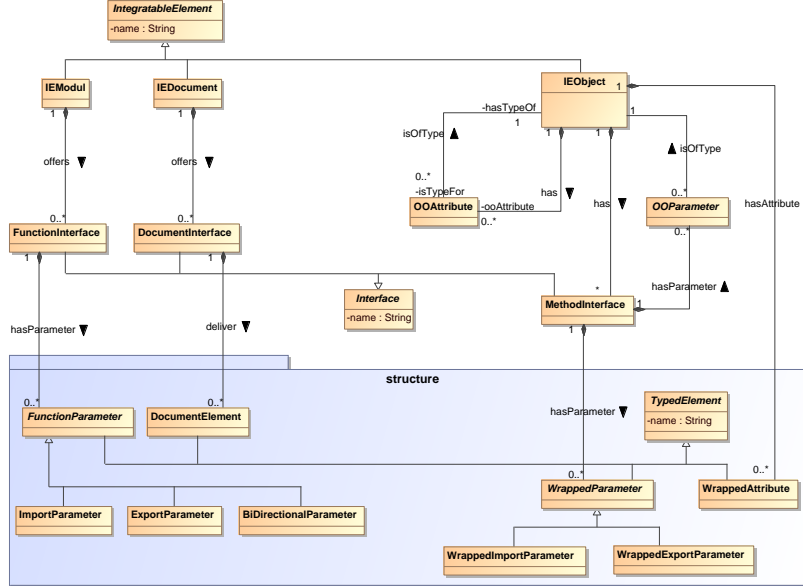 IntegratableElement
-name : String
IEModul
IEDocument
IEObject
1
1
1
1
1
1
-hasTypeOf
1
isOfType
isOfType
offers
offers
0..*
-isTypeFor
has
has
0..*
hasAttribute
OOAttribute
-ooAttribute
0..*
OOParameter
0..*
0..*
0..*
FunctionInterface
DocumentInterface
1
1
Interface
-name : String
*
hasParameter
MethodInterface
1
1
hasParameter
deliver
structure
0..*
0..*
hasParameter
TypedElement
-name : String
FunctionParameter
DocumentElement
0..*
0..*
WrappedParameter
WrappedAttribute
ImportParameter
ExportParameter
BiDirectionalParameter
WrappedImportParameter
WrappedExportParameter